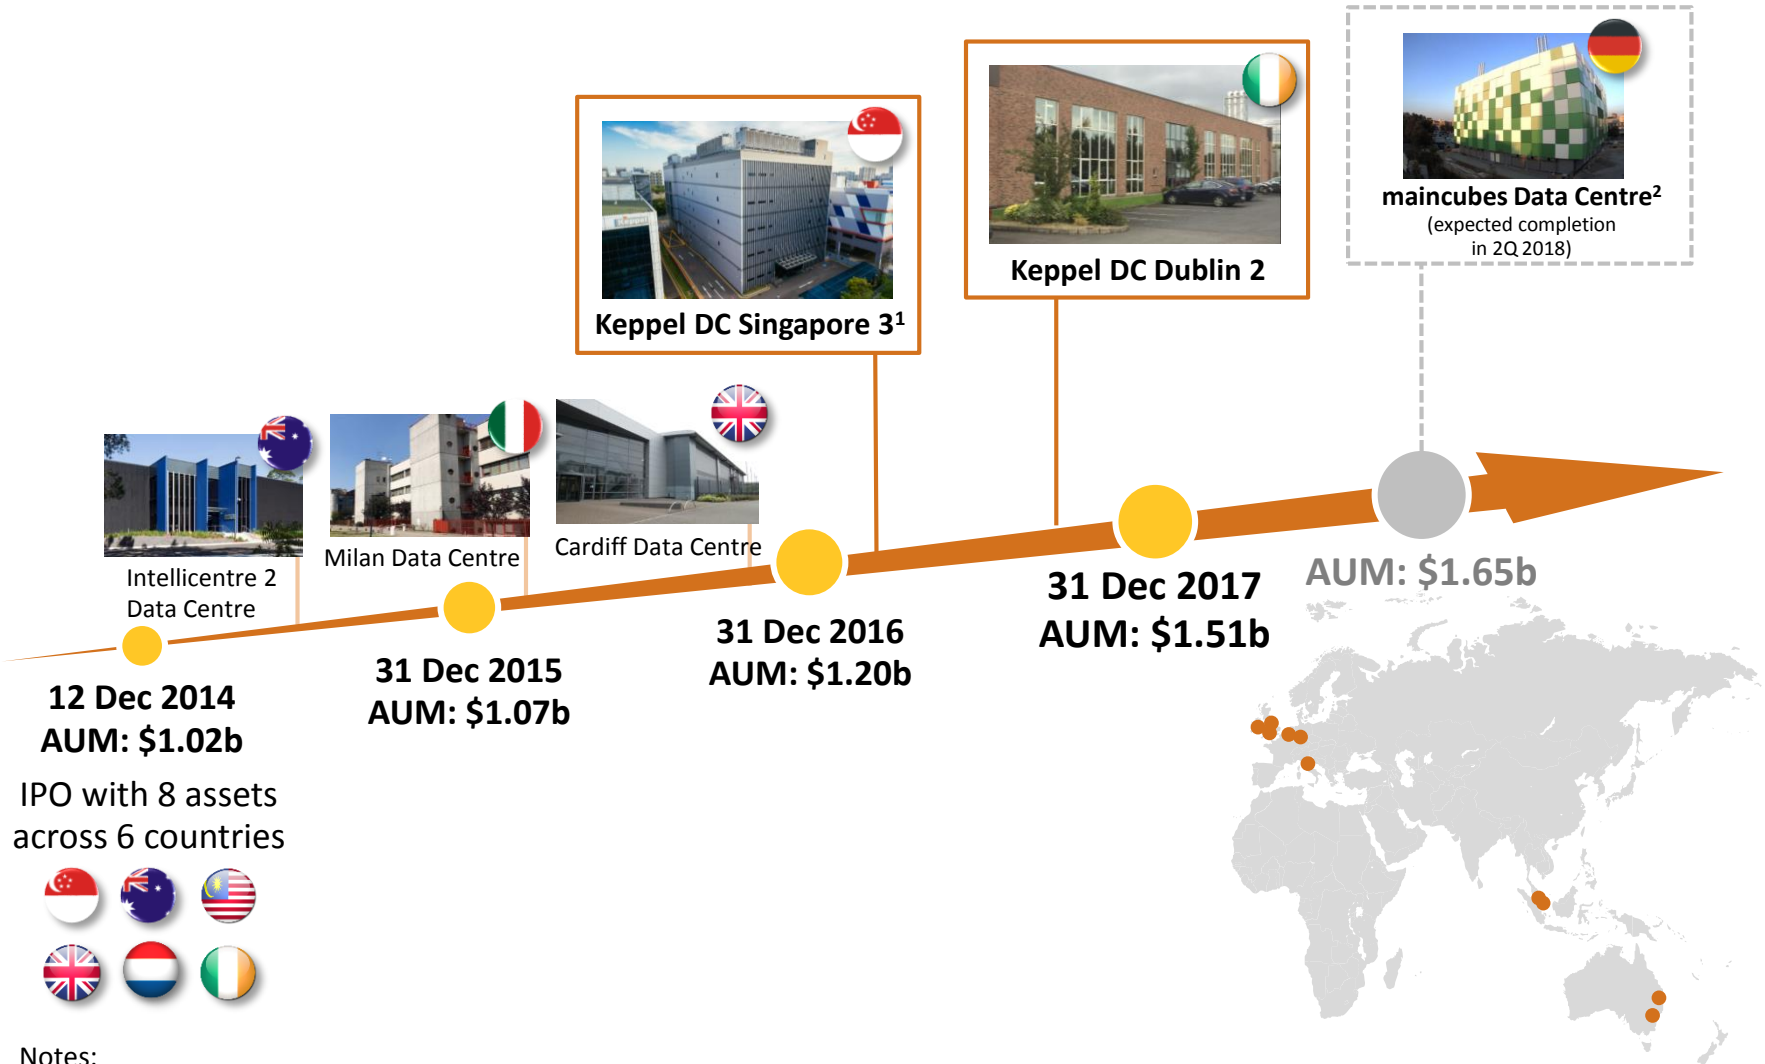 maincubes Data Centre²
(expected completion
in 2Q 2018)
Keppel DC Dublin 2
Keppel DC Singapore 3¹
Intellicentre 2
Data Centre
Milan Data Centre
Cardiff Data Centre
12 Dec 2014
AUM: $1.02b
31 Dec 2015
AUM: $1.07b
31 Dec 2016
AUM: $1.20b
31 Dec 2017
AUM: $1.51b
AUM: $1.65b
IPO with 8 assets
across 6 countries
Notes: